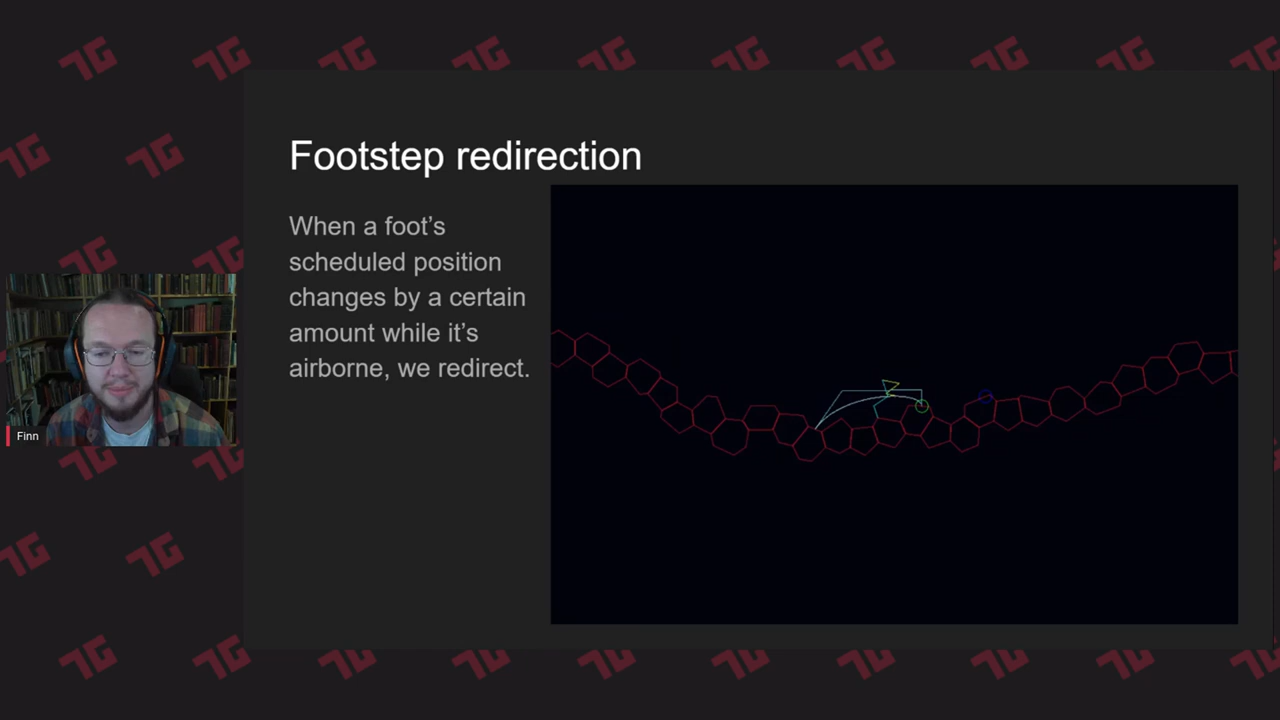 Footstep redirection
When a foot's
scheduled position
changes by a certain
amount while it's
airborne, we redirect.
Finn